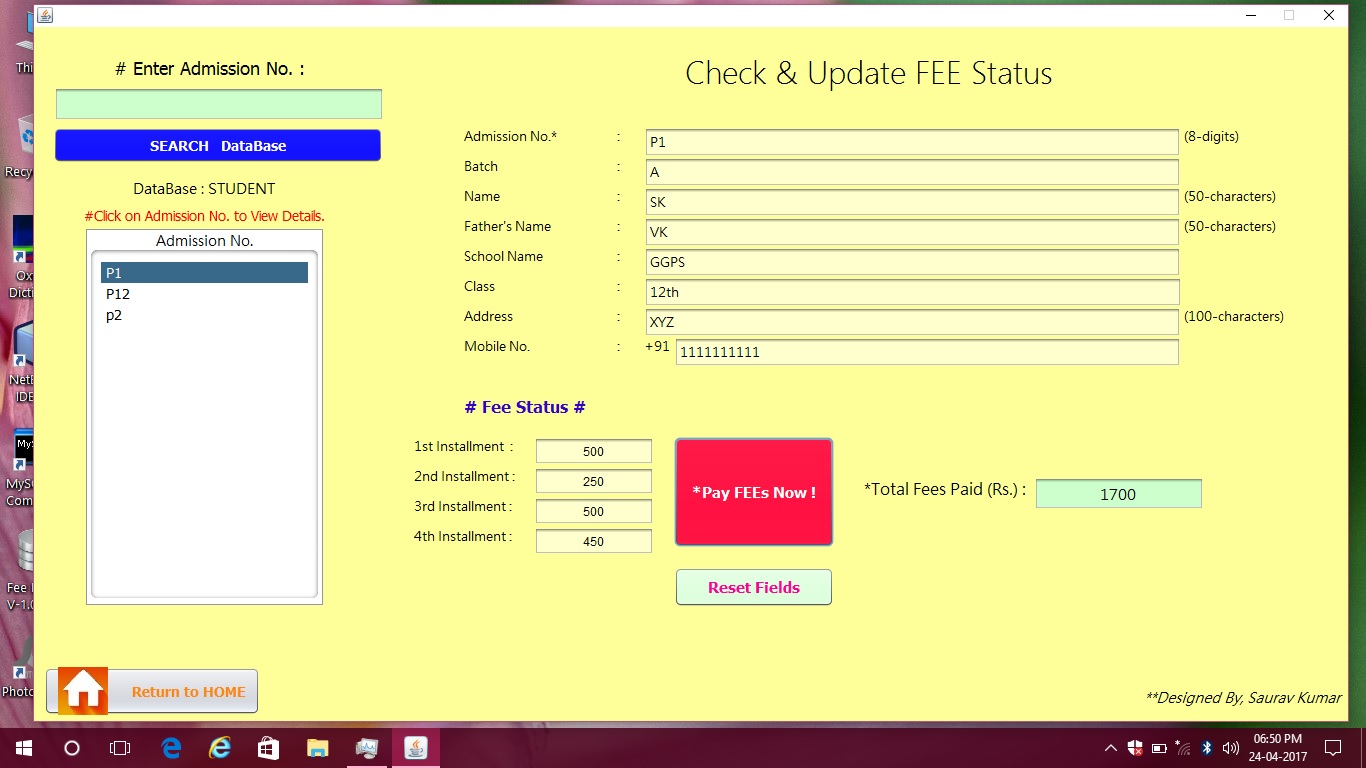 # Enter Admission No. :
SEARCH DataBase
DataBase : STUDENT
#Click on Admission No. to View Details.
Admission No.
P1
P12
p2
Return to HOME
Check & Update FEE Status
Admission No.* : P1 (8-digits)
Batch : A
Name : SK (50-characters)
Father's Name : VK (50-characters)
School Name : GGPS
Class : 12th
Address : XYZ (100-characters)
Mobile No. : +91 1111111111
# Fee Status #
1st Installment : 500
2nd Installment : 250
3rd Installment : 500
4th Installment : 450
*Pay FEEs Now !
Reset Fields
*Total Fees Paid (Rs.) : 1700
**Designed By, Saurav Kumar
06:50 PM
24-04-2017